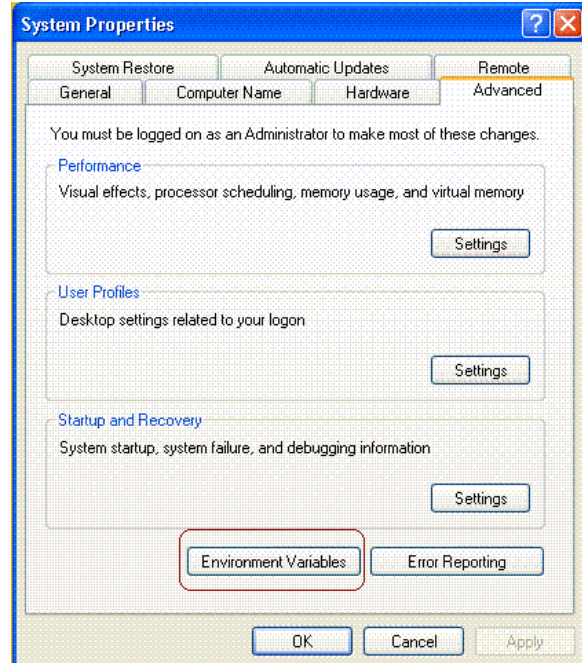 System Properties
System Restore Automatic Updates Remote
General Computer Name Hardware Advanced
You must be logged on as an Administrator to make most of these changes.
Performance
Visual effects, processor scheduling, memory usage, and virtual memory
Settings
User Profiles
Desktop settings related to your logon
Settings
Startup and Recovery
System startup, system failure, and debugging information
Settings
Environment Variables Error Reporting
OK Cancel Apply